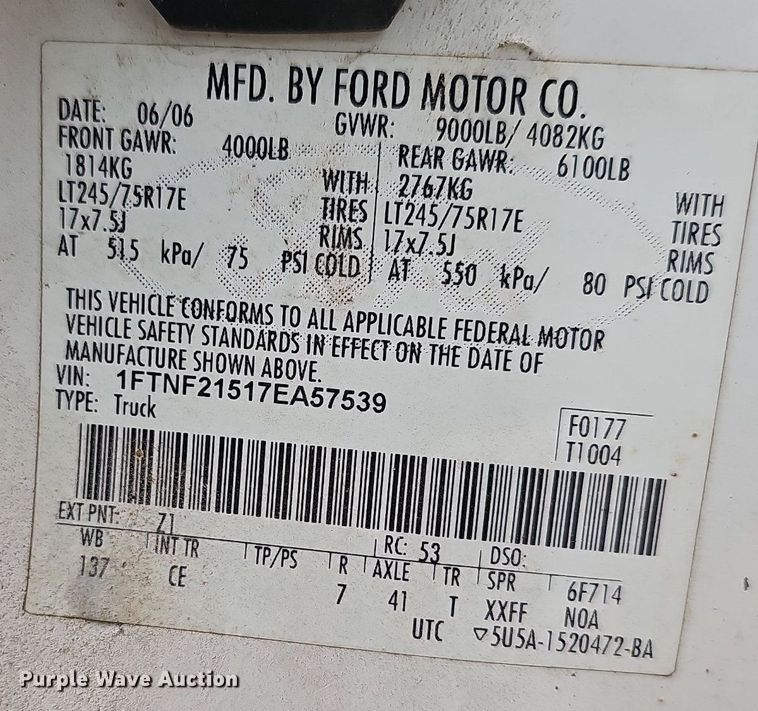 MFD. BY FORD MOTOR CO.
DATE: 06/06 GVWR: 9000LB/ 4082KG
FRONT GAWR: 4000LB REAR GAWR: 6100LB
1814KG WITH 2767KG WITH
LT245/75R17E TIRES LT245/75R17E TIRES
17x7.5J RIMS 17x7.5J RIMS
AT 515 kPa/ 75 PSI COLD AT 550 kPa/ 80 PSI COLD
THIS VEHICLE CONFORMS TO ALL APPLICABLE FEDERAL MOTOR
VEHICLE SAFETY STANDARDS IN EFFECT ON THE DATE OF
MANUFACTURE SHOWN ABOVE.
VIN: 1FTNF21517EA57539
TYPE: Truck
F0177
T1004
EXT PNT: Z1 RC: 53 DSO:
WB INT TR TP/PS R AXLE TR SPR 6F714
137 CE 7 41 T XXFF N0A
UTC ▽5U5A-1520472-BA
Purple Wave Auction